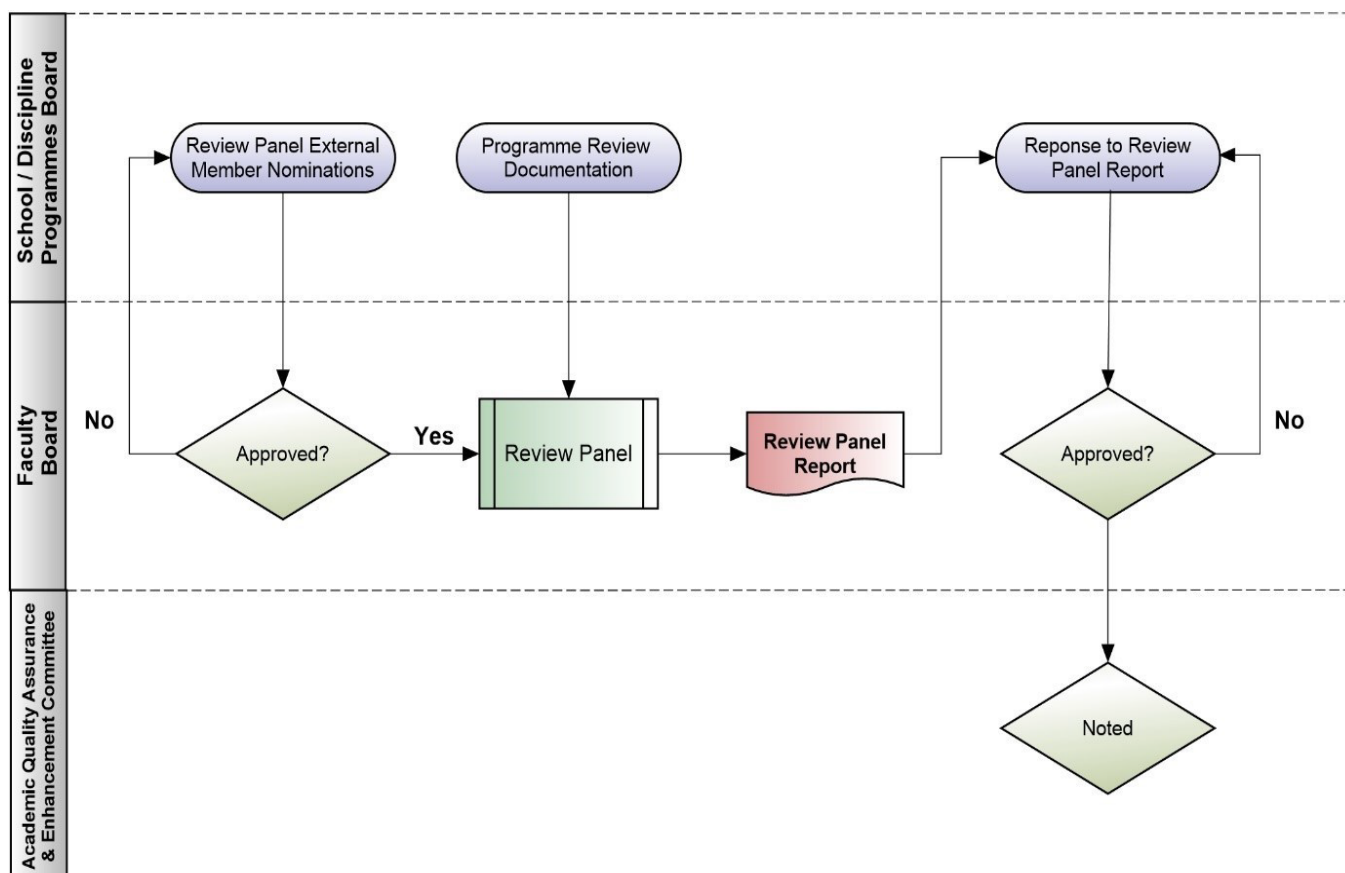 School / Discipline
Programmes Board
Review Panel External
Member Nominations
Programme Review
Documentation
Reponse to Review
Panel Report
Faculty
Board
No
Approved?
Yes
Review Panel
Review Panel
Report
Approved?
No
Academic Quality Assurance
& Enhancement Committee
Noted